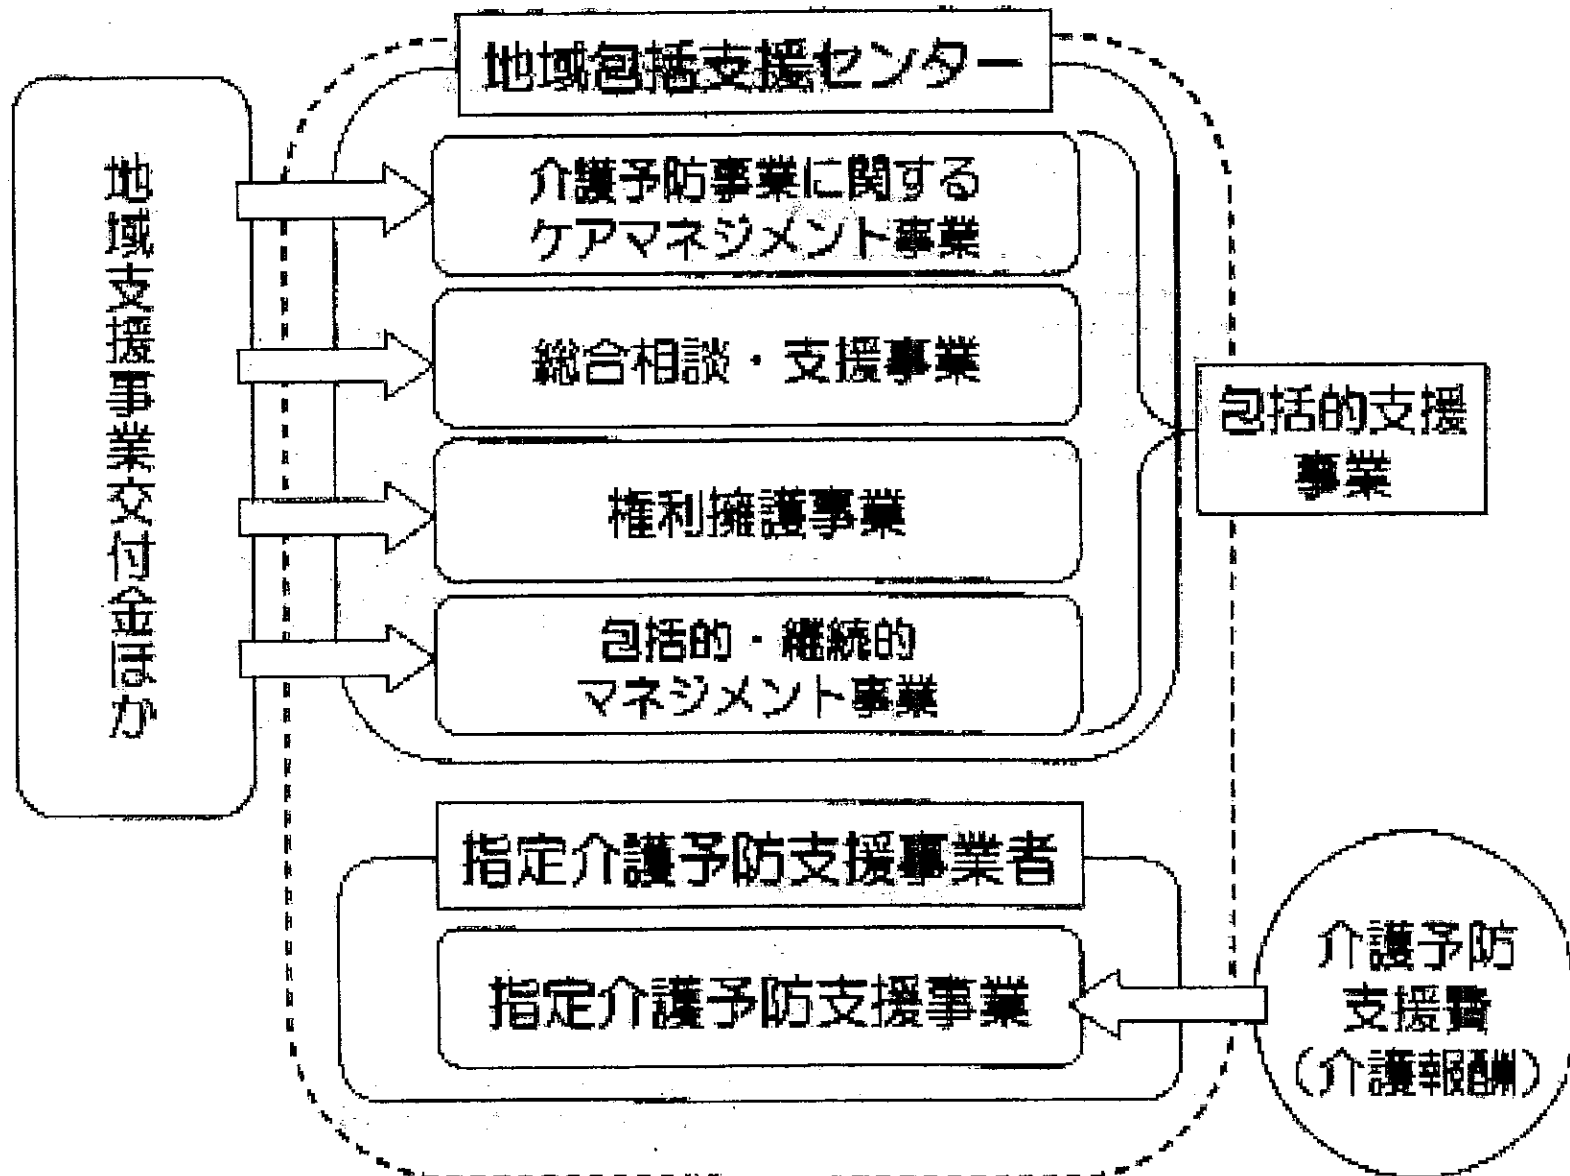 地域包括支援センター
地域支援事業交付金ほか
介護予防事業に関する
ケアマネジメント事業
総合相談・支援事業
権利擁護事業
包括的・継続的
マネジメント事業
包括的支援
事業
指定介護予防支援事業者
指定介護予防支援事業
介護予防
支援費
(介護報酬)